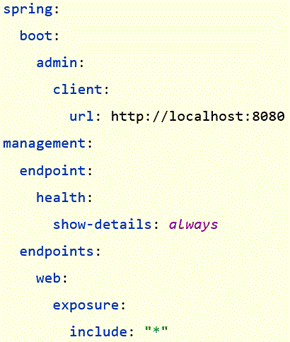 spring:
  boot:
    admin:
      client:
        url: http://localhost:8080
management:
  endpoint:
    health:
      show-details: always
  endpoints:
    web:
      exposure:
        include: "*"